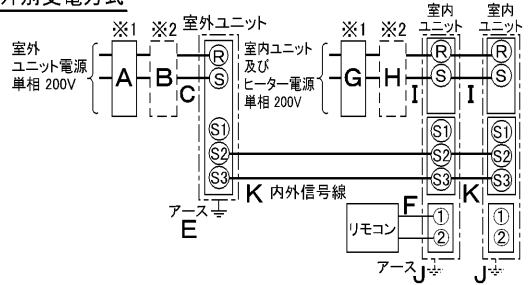 外別受電方式
※1 ※2 室外ユニット
室外
ユニット電源
単相 200V
A
B
C
R
S
S1
S2
S3
アース
E
K 内外信号線
※1 ※2
室内ユニット
及び
ヒーター電源
単相 200V
G
H
I
室内
ユニット
R
S
S1
S2
S3
①
②
リモコン
F
アース J
I
K
室内
ユニット
R
S
S1
S2
S3
①
②
J